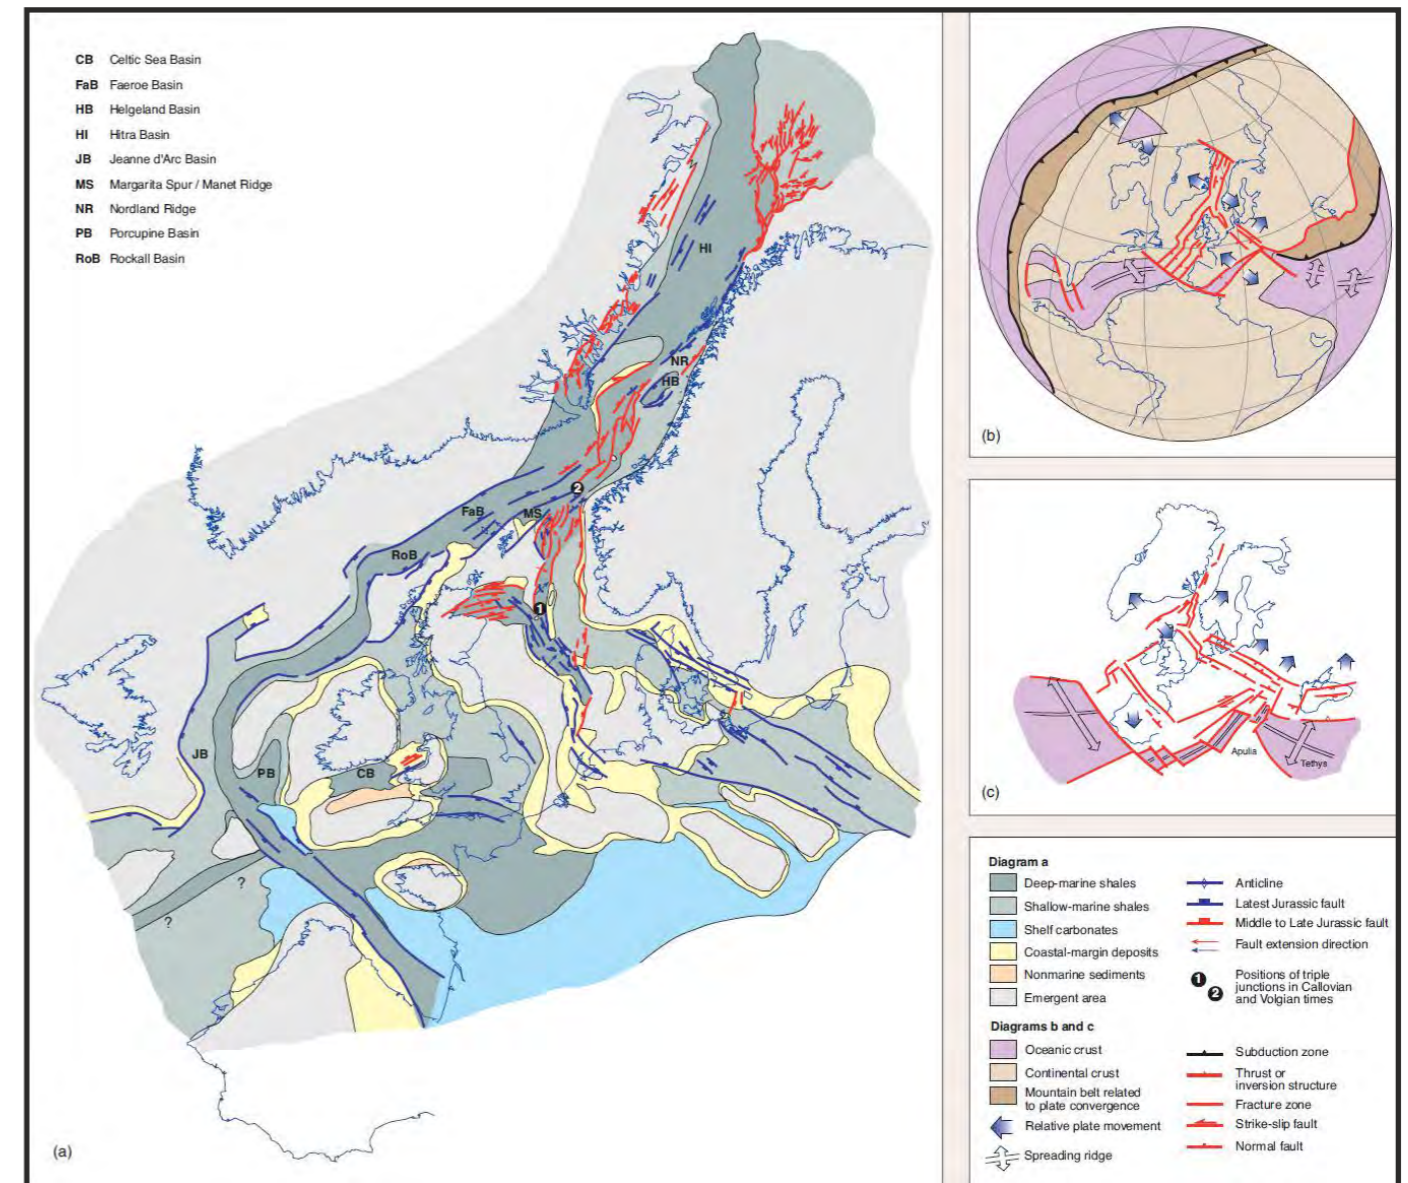 CB Celtic Sea Basin
FaB Faeroe Basin
HB Helgeland Basin
HI Hitra Basin
JB Jeanne d'Arc Basin
MS Margarita Spur / Manet Ridge
NR Nordland Ridge
PB Porcupine Basin
RoB Rockall Basin
HI
NR
HB
2
FaB
MS
RoB
1
JB
PB
CB
?
?
(a)
(b)
Apulia
Tethys
(c)
Diagram a
Deep-marine shales
Shallow-marine shales
Shelf carbonates
Coastal-margin deposits
Nonmarine sediments
Emergent area
Anticline
Latest Jurassic fault
Middle to Late Jurassic fault
Fault extension direction
1 2
Positions of triple
junctions in Callovian
and Volgian times
Diagrams b and c
Oceanic crust
Continental crust
Mountain belt related
to plate convergence
Relative plate movement
Spreading ridge
Subduction zone
Thrust or
inversion structure
Fracture zone
Strike-slip fault
Normal fault